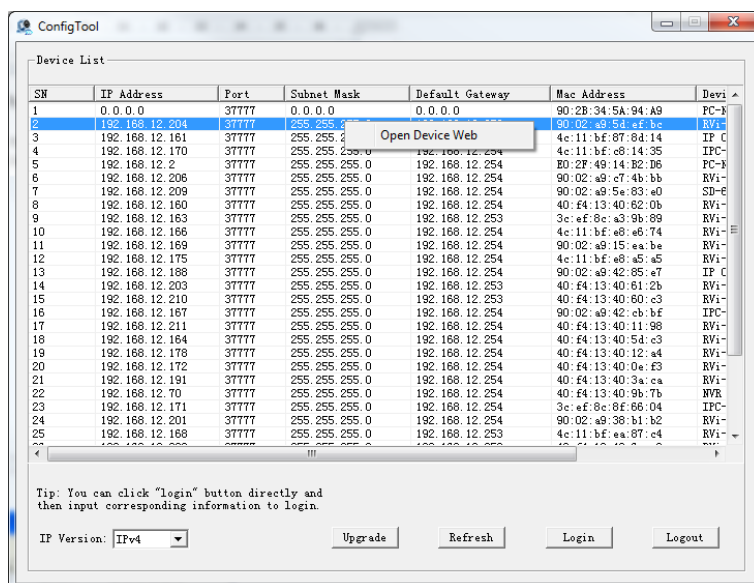 ConfigTool
Device List
SN IP Address Port Subnet Mask Default Gateway Mac Address Devi
1 0.0.0.0 37777 0.0.0.0 0.0.0.0 90:2B:34:5A:94:A9 PC-N
2 192.168.12.204 37777 255.255. 90:02:a9:5d:ef:bc RVi-
Open Device Web
3 192.168.12.161 37777 255.255. 4c:11:bf:87:8d:14 IP C
4 192.168.12.170 37777 255.255.255.0 192.168.12.254 4c:11:bf:c8:14:35 IPC-
5 192.168.12.2 37777 255.255.255.0 192.168.12.254 E0:2F:49:14:B2:D6 PC-N
6 192.168.12.206 37777 255.255.255.0 192.168.12.254 90:02:a9:c7:4b:bb RVi-
7 192.168.12.209 37777 255.255.255.0 192.168.12.254 90:02:a9:5e:83:e0 SD-6
8 192.168.12.160 37777 255.255.255.0 192.168.12.254 40:f4:13:40:62:0b RVi-
9 192.168.12.163 37777 255.255.255.0 192.168.12.253 3c:ef:8c:a3:9b:89 RVi-
10 192.168.12.166 37777 255.255.255.0 192.168.12.254 4c:11:bf:e8:e6:74 RVi-
11 192.168.12.169 37777 255.255.255.0 192.168.12.254 90:02:a9:15:ea:be RVi-
12 192.168.12.175 37777 255.255.255.0 192.168.12.254 4c:11:bf:e8:a5:a5 RVi-
13 192.168.12.188 37777 255.255.255.0 192.168.12.254 90:02:a9:42:85:e7 IP C
14 192.168.12.203 37777 255.255.255.0 192.168.12.253 40:f4:13:40:61:2b RVi-
15 192.168.12.210 37777 255.255.255.0 192.168.12.253 40:f4:13:40:60:c3 RVi-
16 192.168.12.167 37777 255.255.255.0 192.168.12.254 90:02:a9:42:cb:bf IPC-
17 192.168.12.211 37777 255.255.255.0 192.168.12.254 40:f4:13:40:11:98 RVi-
18 192.168.12.164 37777 255.255.255.0 192.168.12.254 40:f4:13:40:5d:c3 RVi-
19 192.168.12.178 37777 255.255.255.0 192.168.12.254 40:f4:13:40:12:a4 RVi-
20 192.168.12.172 37777 255.255.255.0 192.168.12.254 40:f4:13:40:0e:f3 RVi-
21 192.168.12.191 37777 255.255.255.0 192.168.12.254 40:f4:13:40:3a:ca RVi-
22 192.168.12.70 37777 255.255.255.0 192.168.12.254 40:f4:13:40:9b:7b NVR
23 192.168.12.171 37777 255.255.255.0 192.168.12.254 3c:ef:8c:8f:66:04 IPC-
24 192.168.12.201 37777 255.255.255.0 192.168.12.254 90:02:a9:38:b1:b2 RVi-
25 192.168.12.168 37777 255.255.255.0 192.168.12.253 4c:11:bf:ea:87:c4 RVi-
Tip: You can click "login" button directly and
then input corresponding information to login.
IP Version: IPv4 Upgrade Refresh Login Logout